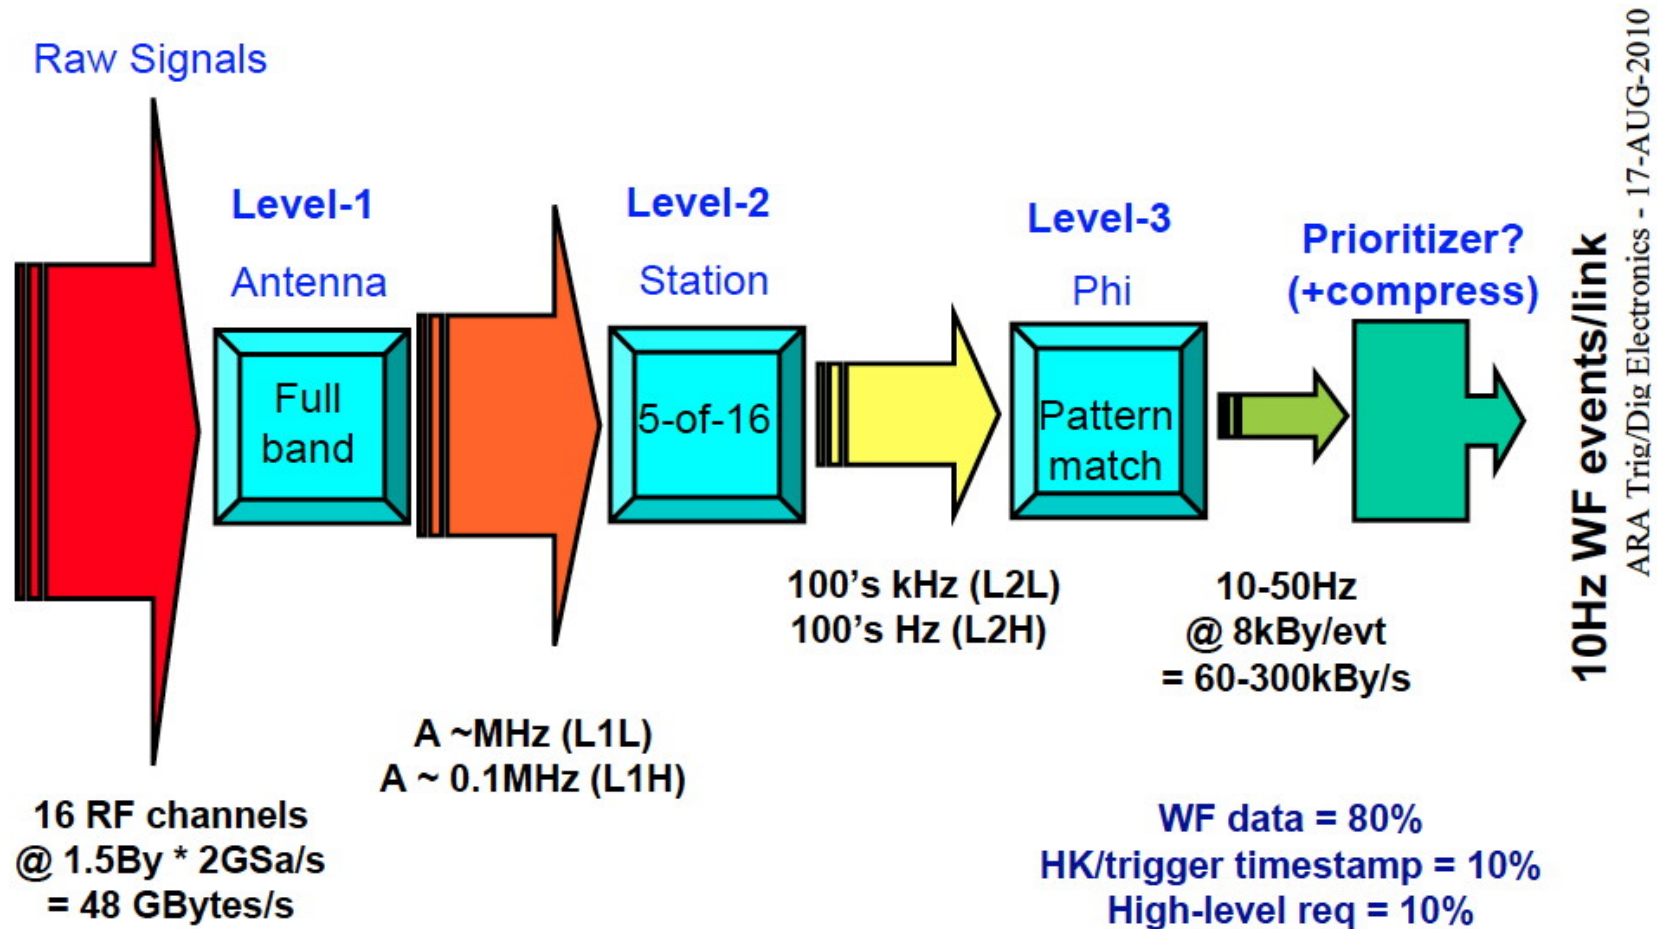 Raw Signals
Level-1
Antenna
Full
band
Level-2
Station
5-of-16
Level-3
Phi
Pattern
match
Prioritizer?
(+compress)
16 RF channels
@ 1.5By * 2GSa/s
= 48 GBytes/s
A ~MHz (L1L)
A ~ 0.1MHz (L1H)
100’s kHz (L2L)
100’s Hz (L2H)
10-50Hz
@ 8kBy/evt
= 60-300kBy/s
WF data = 80%
HK/trigger timestamp = 10%
High-level req = 10%
10Hz WF events/link
ARA Trig/Dig Electronics - 17-AUG-2010